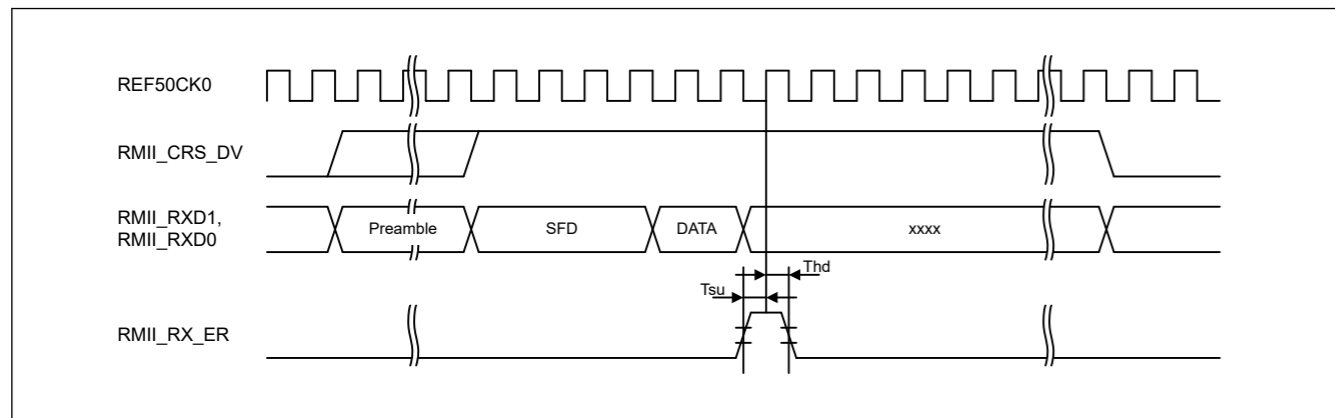 REF50CK0
RMII_CRS_DV
RMII_RXD1,
RMII_RXD0
Preamble
SFD
DATA
xxxx
Thd
Tsu
RMII_RX_ER